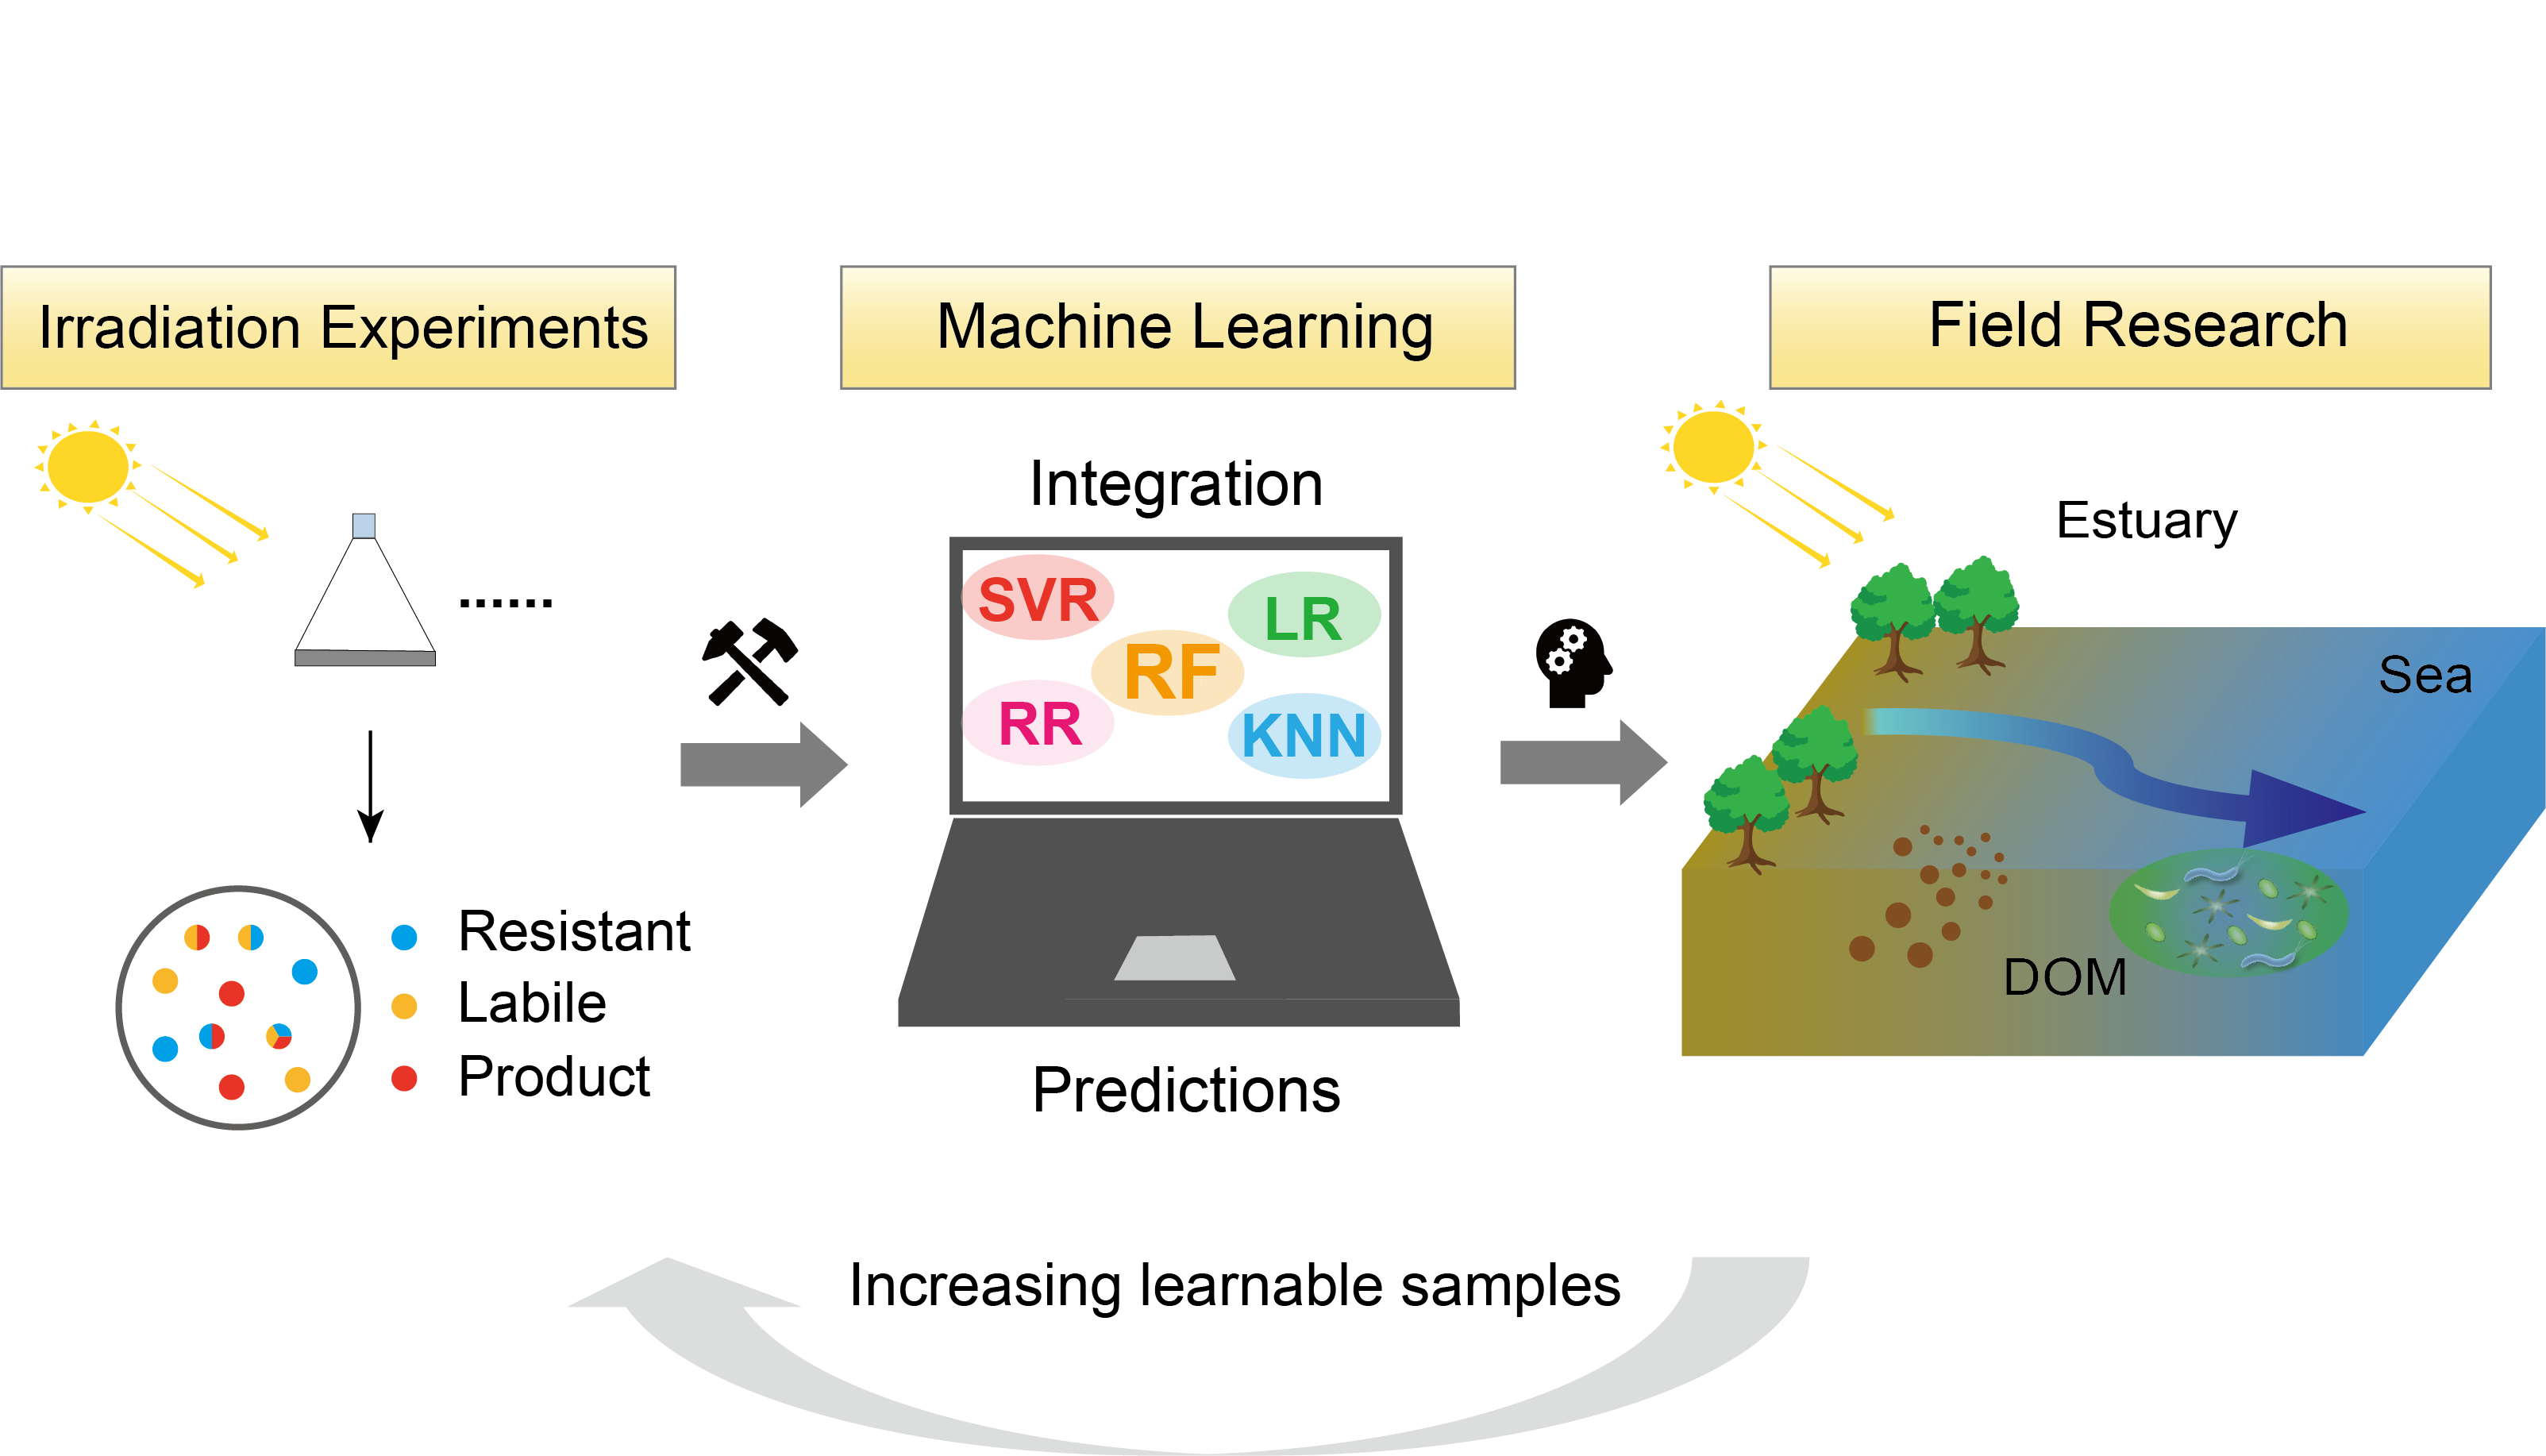 Irradiation Experiments
Machine Learning
Field Research
......
Resistant
Labile
Product
Integration
SVR
LR
RF
RR
KNN
Predictions
Estuary
Sea
DOM
Increasing learnable samples